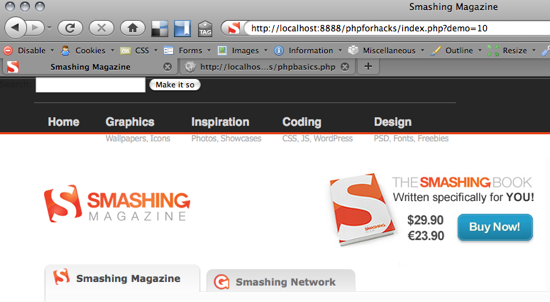 Smashing Magazine
TAG
http://localhost:8888/phpforhacks/index.php?demo=10
Disable Cookies CSS Forms Images Information Miscellaneous Outline Resize
Smashing Magazine http://localhos...s/phpbasics.php
Make it so
Home Graphics Inspiration Coding Design
Wallpapers, Icons Photos, Showcases CSS, JS, WordPress PSD, Fonts, Freebies
SMASHING
MAGAZINE
THE SMASHING BOOK
Written specifically for YOU!
$29.90
€23.90
Buy Now!
Smashing Magazine Smashing Network